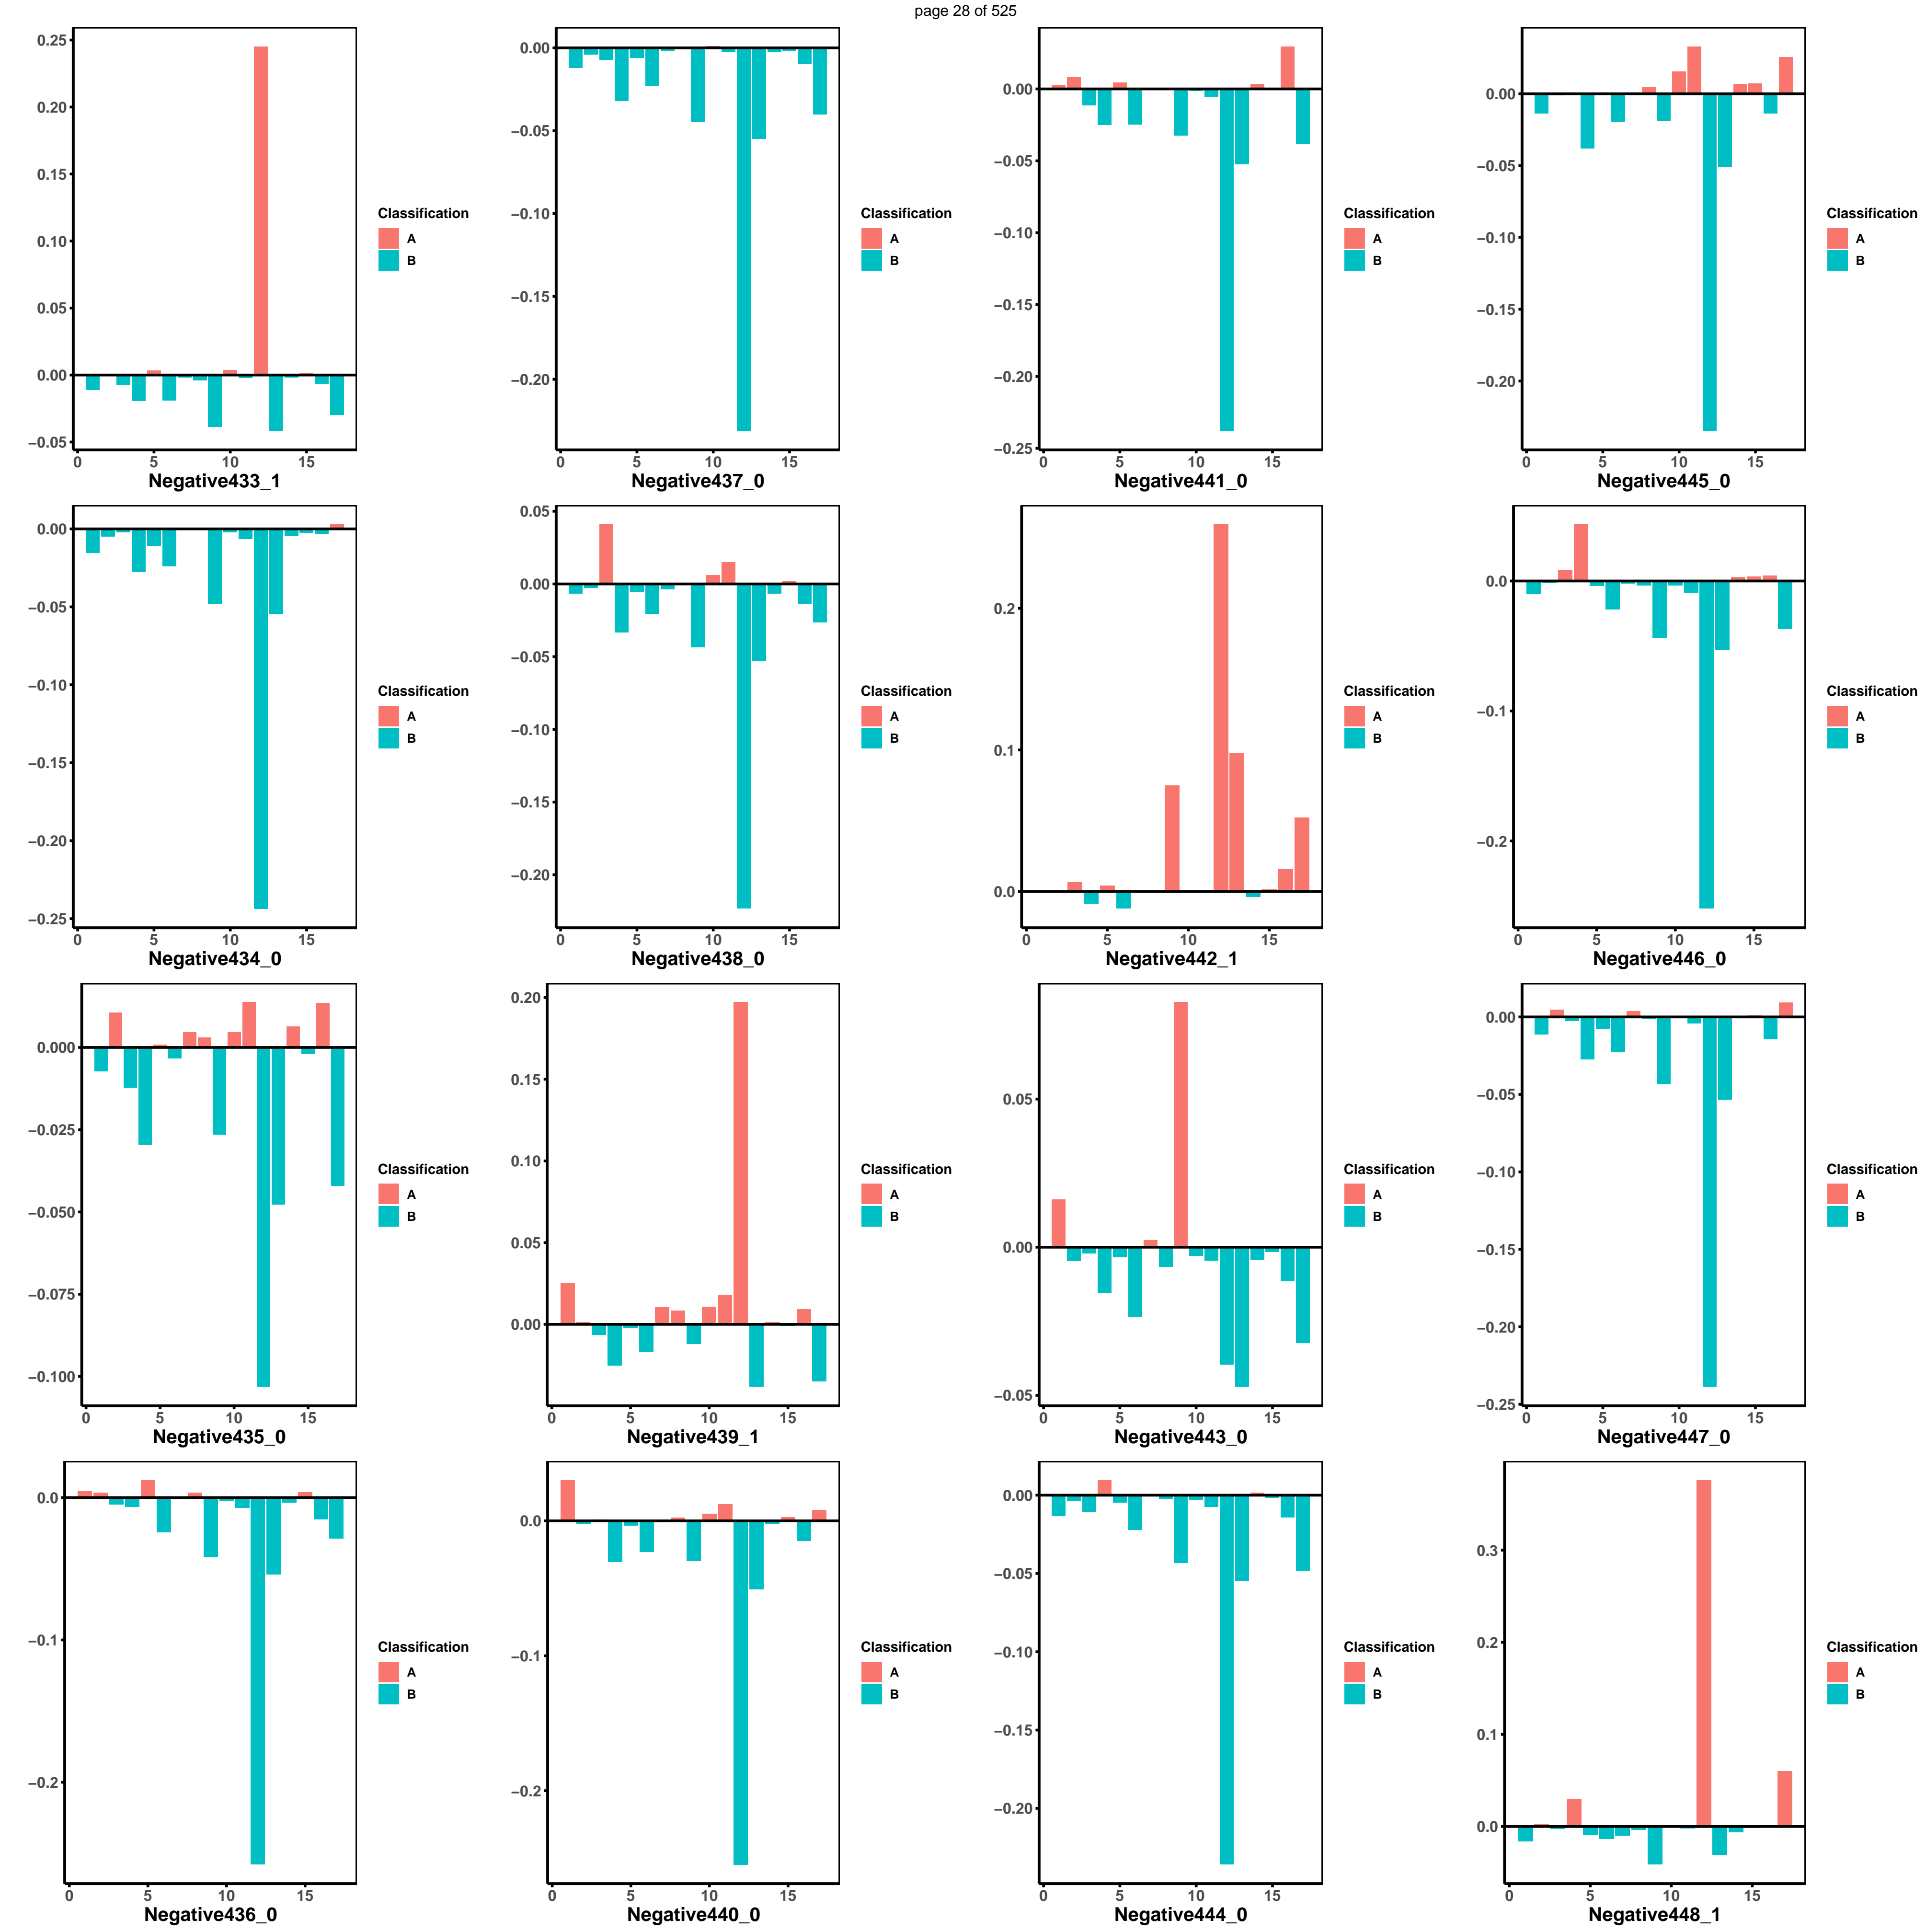 page 28 of 525
0.25
0.20
0.15
0.10
0.05
0.00
−0.05
0 5 10 15
Negative433_1
Classification
A
B
0.00
−0.05
−0.10
−0.15
−0.20
0 5 10 15
Negative437_0
Classification
A
B
0.00
−0.05
−0.10
−0.15
−0.20
−0.25
0 5 10 15
Negative441_0
Classification
A
B
0.00
−0.05
−0.10
−0.15
−0.20
0 5 10 15
Negative445_0
Classification
A
B
0.00
−0.05
−0.10
−0.15
−0.20
−0.25
0 5 10 15
Negative434_0
Classification
A
B
0.05
0.00
−0.05
−0.10
−0.15
−0.20
0 5 10 15
Negative438_0
Classification
A
B
0.2
0.1
0.0
0 5 10 15
Negative442_1
Classification
A
B
0.0
−0.1
−0.2
0 5 10 15
Negative446_0
Classification
A
B
0.000
−0.025
−0.050
−0.075
−0.100
0 5 10 15
Negative435_0
Classification
A
B
0.20
0.15
0.10
0.05
0.00
0 5 10 15
Negative439_1
Classification
A
B
0.05
0.00
−0.05
0 5 10 15
Negative443_0
Classification
A
B
0.00
−0.05
−0.10
−0.15
−0.20
−0.25
0 5 10 15
Negative447_0
Classification
A
B
0.0
−0.1
−0.2
0 5 10 15
Negative436_0
Classification
A
B
0.0
−0.1
−0.2
0 5 10 15
Negative440_0
Classification
A
B
0.00
−0.05
−0.10
−0.15
−0.20
0 5 10 15
Negative444_0
Classification
A
B
0.3
0.2
0.1
0.0
0 5 10 15
Negative448_1
Classification
A
B